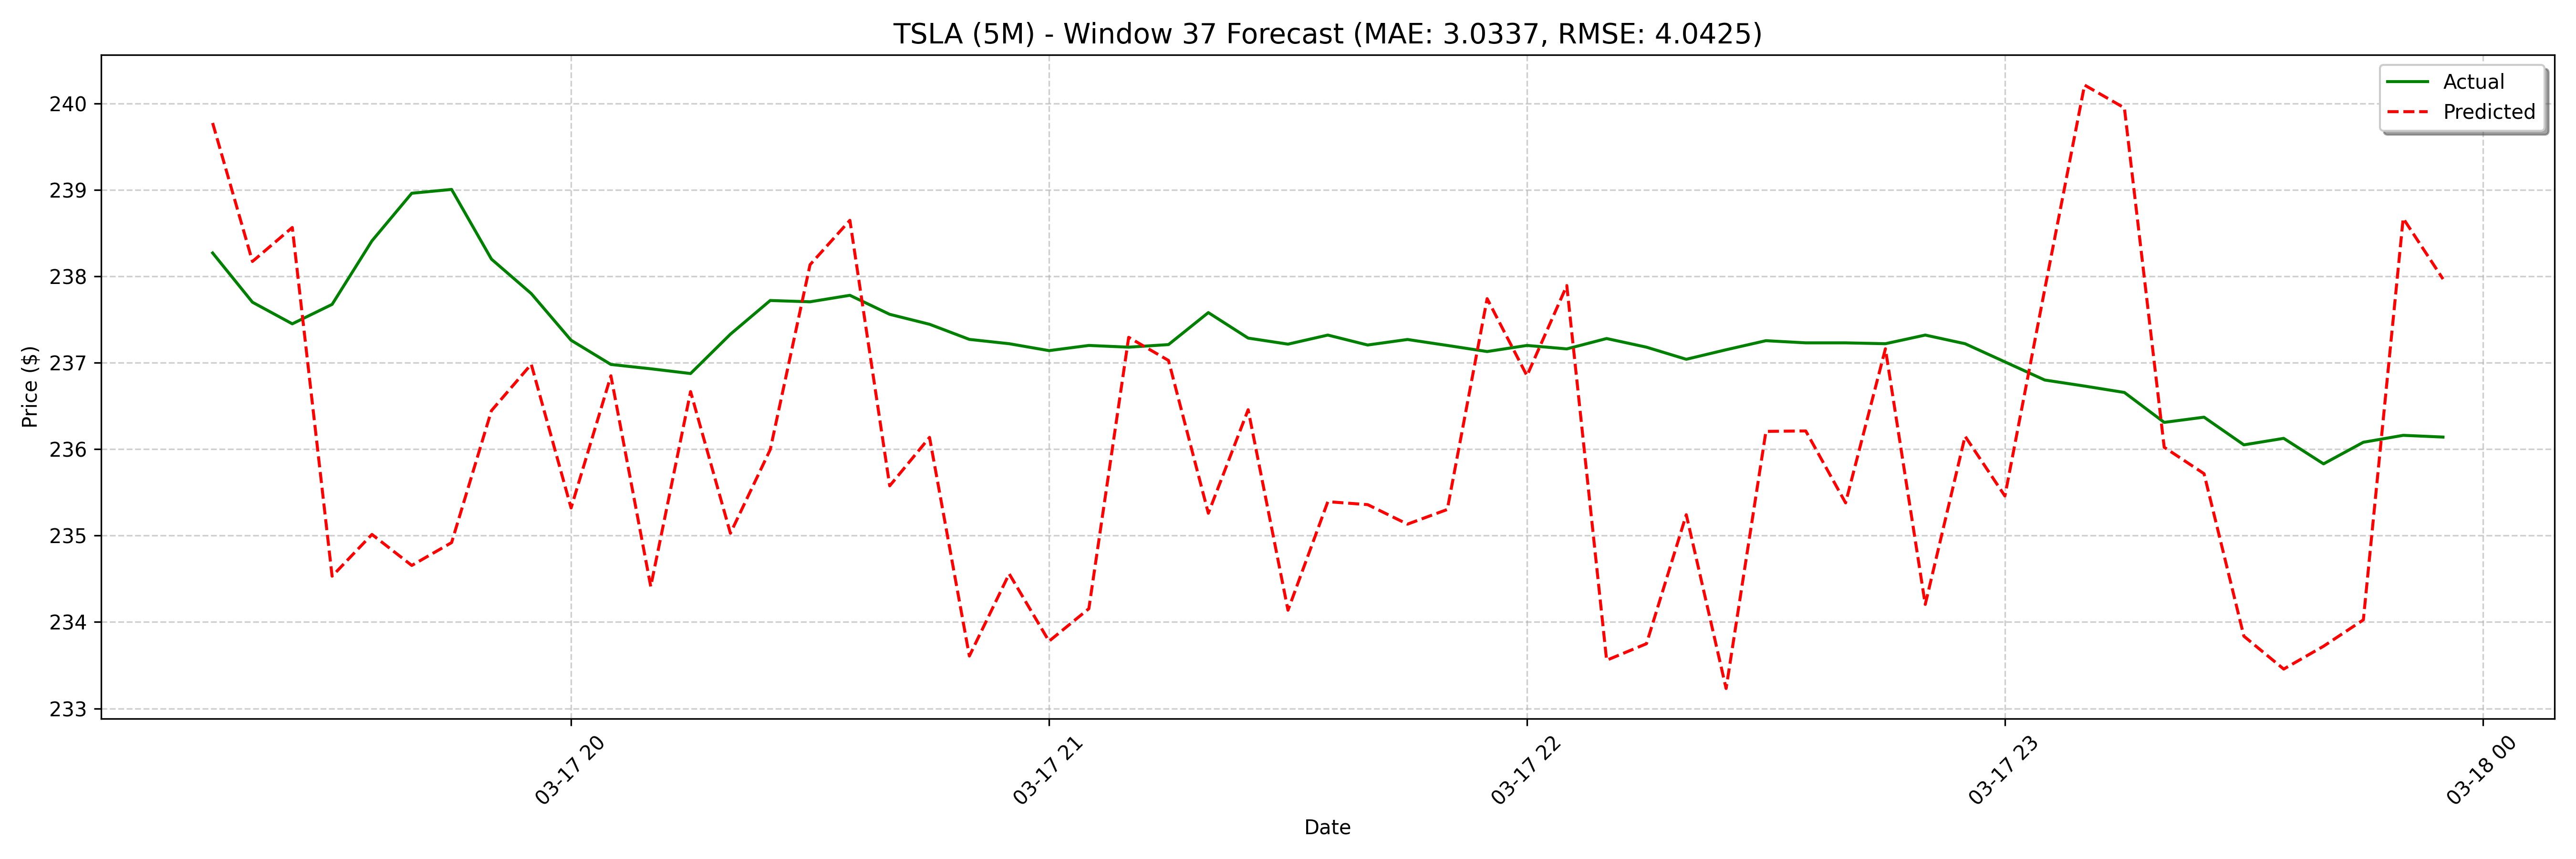 TSLA (5M) - Window 37 Forecast (MAE: 3.0337, RMSE: 4.0425)
Actual
Predicted
240
239
238
237
236
235
234
233
Price ($)
03-17 20
03-17 21
03-17 22
03-17 23
03-18 00
Date